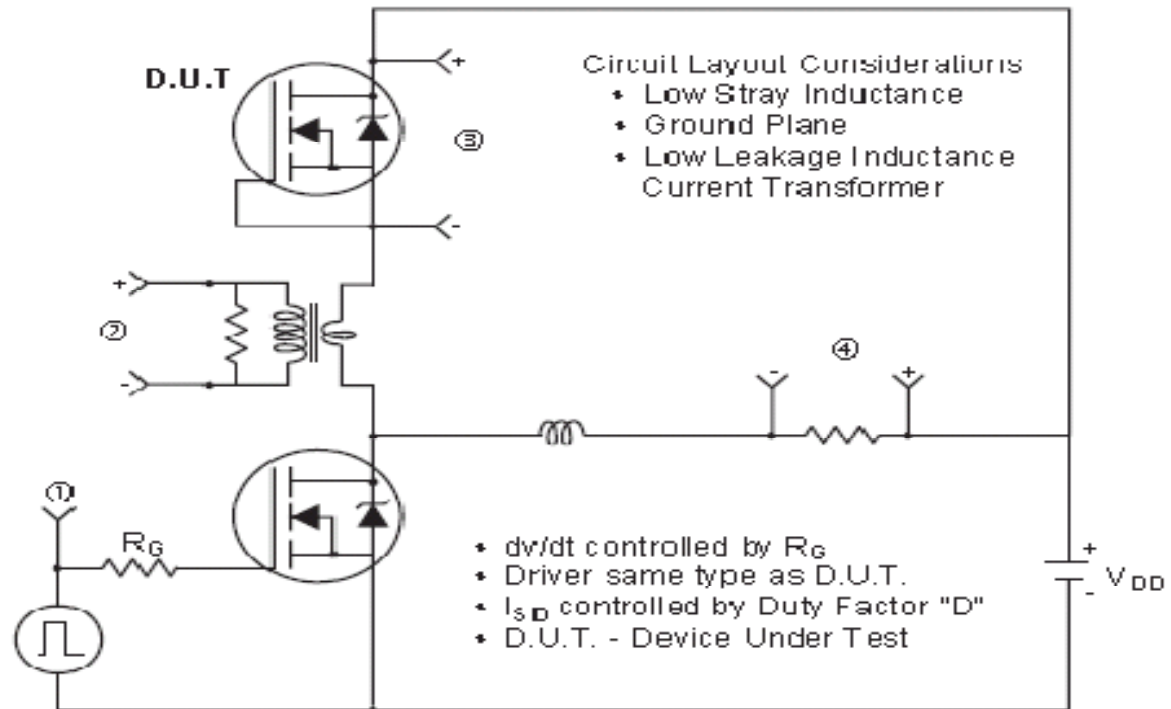 D.U.T
+
-
③
Circuit Layout Considerations
• Low Stray Inductance
• Ground Plane
• Low Leakage Inductance
Current Transformer
+
②
-
④
-
+
①
RG
• dv/dt controlled by RG
• Driver same type as D.U.T.
• ISD controlled by Duty Factor "D"
• D.U.T. - Device Under Test
+
-
VDD